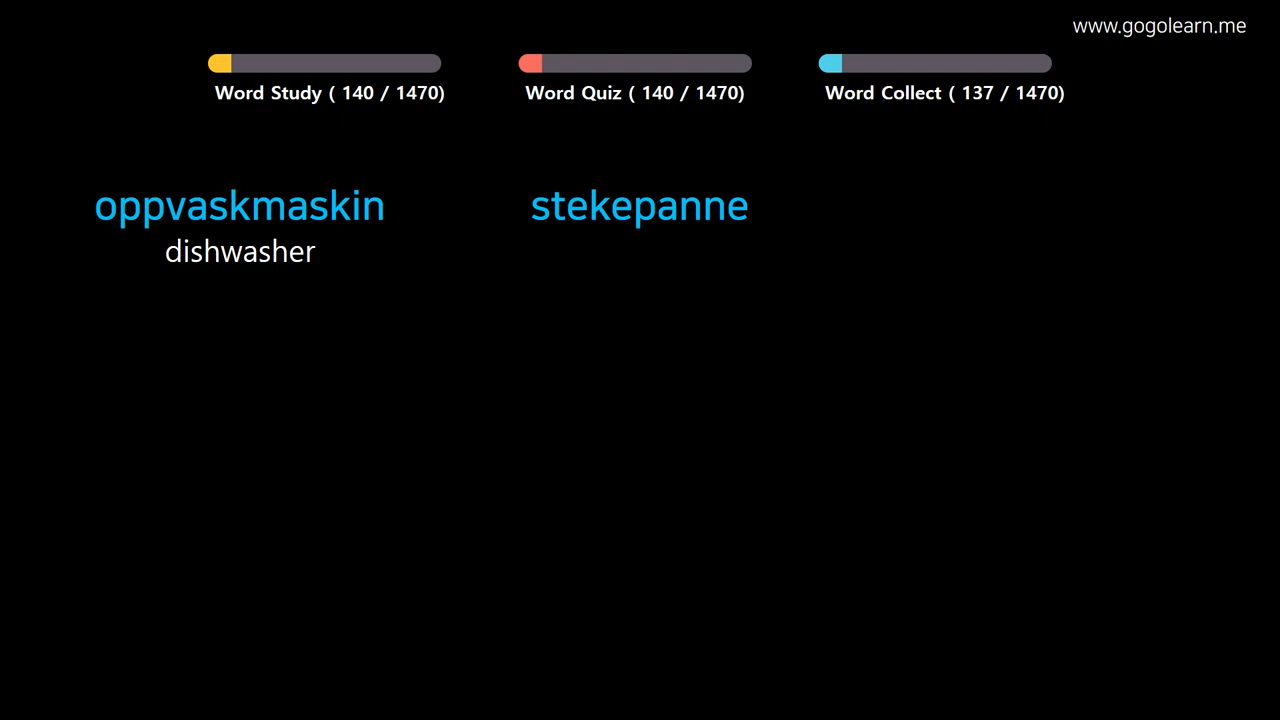 www.gogolearn.me
Word Study ( 140 / 1470)
Word Quiz ( 140 / 1470)
Word Collect ( 137 / 1470)
oppvaskmaskin
dishwasher
stekepanne